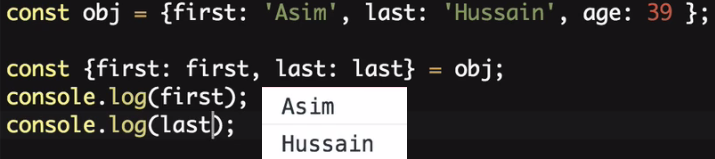 const obj = {first: 'Asim', last: 'Hussain', age: 39 };
const {first: first, last: last} = obj;
console.log(first);
console.log(last);
Asim
Hussain